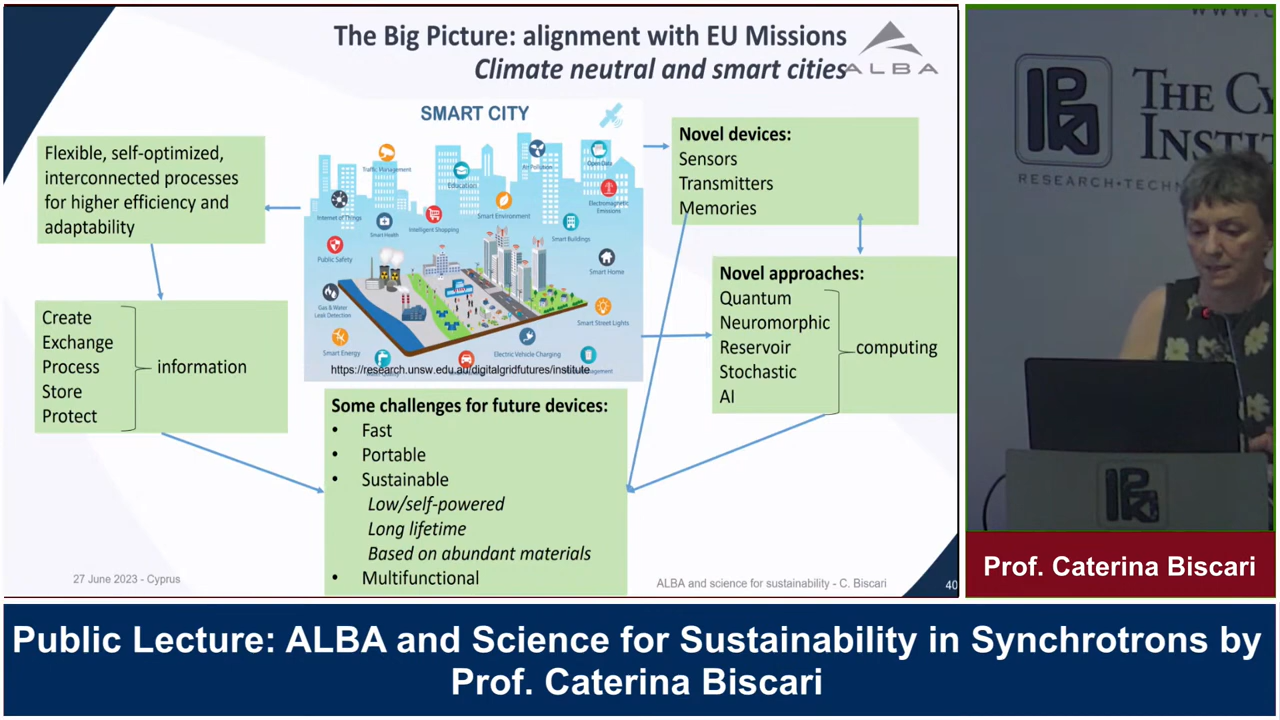 The Big Picture: alignment with EU Missions
Climate neutral and smart cities
ALBA
Flexible, self-optimized,
interconnected processes
for higher efficiency and
adaptability
Create
Exchange
Process
Store
Protect
information
SMART CITY
Traffic Management
Education
Air Pollution
Open Data
Internet of Things
Smart Health
Intelligent Shopping
Smart Environment
Electromagnetic
Emissions
Smart Buildings
Public Safety
Smart Home
Gas & Water
Leak Detection
Smart Street Lights
Smart Energy
Electric Vehicle Charging
https://research.unsw.edu.au/digitalgridfutures/institute
Some challenges for future devices:
• Fast
• Portable
• Sustainable
Low/self-powered
Long lifetime
Based on abundant materials
• Multifunctional
Novel devices:
Sensors
Transmitters
Memories
Novel approaches:
Quantum
Neuromorphic
Reservoir
Stochastic
AI
computing
27 June 2023 - Cyprus
ALBA and science for sustainability - C. Biscari
40
THE CY
INSTIT
RESEARCH•TECHN
Prof. Caterina Biscari
Public Lecture: ALBA and Science for Sustainability in Synchrotrons by
Prof. Caterina Biscari